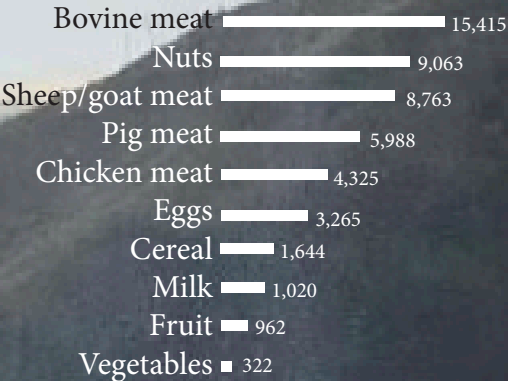 Bovine meat 15,415
Nuts 9,063
Sheep/goat meat 8,763
Pig meat 5,988
Chicken meat 4,325
Eggs 3,265
Cereal 1,644
Milk 1,020
Fruit 962
Vegetables 322